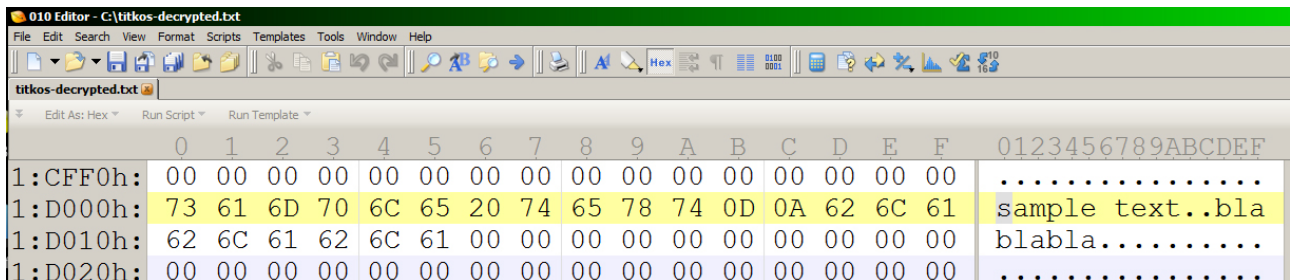 010 Editor - C:\titkos-decrypted.txt
File Edit Search View Format Scripts Templates Tools Window Help
Hex
titkos-decrypted.txt
Edit As: Hex Run Script Run Template
0 1 2 3 4 5 6 7 8 9 A B C D E F 0123456789ABCDEF
1:CFF0h: 00 00 00 00 00 00 00 00 00 00 00 00 00 00 00 00 ................
1:D000h: 73 61 6D 70 6C 65 20 74 65 78 74 0D 0A 62 6C 61 sample text..bla
1:D010h: 62 6C 61 62 6C 61 00 00 00 00 00 00 00 00 00 00 blabla..........
1:D020h: 00 00 00 00 00 00 00 00 00 00 00 00 00 00 00 00 ................